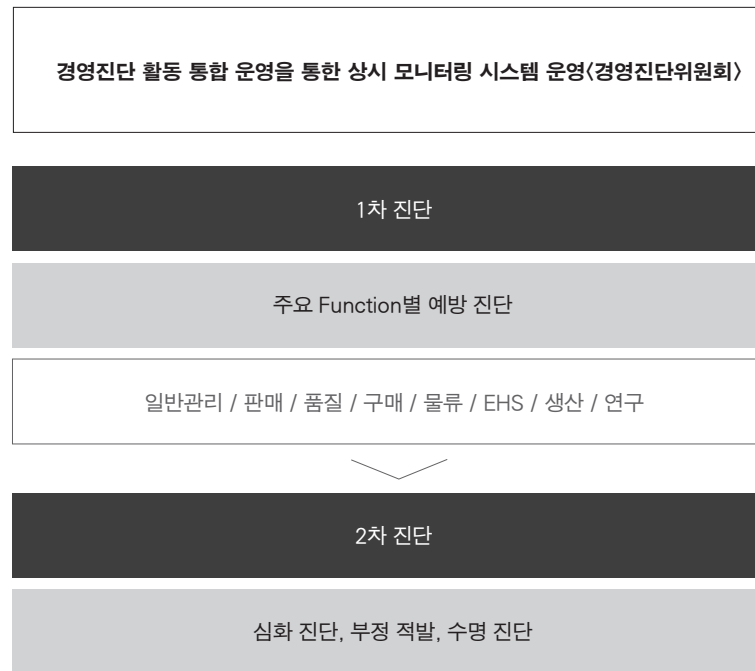 경영진단 활동 통합 운영을 통한 상시 모니터링 시스템 운영〈경영진단위원회〉
1차 진단
주요 Function별 예방 진단
일반관리 / 판매 / 품질 / 구매 / 물류 / EHS / 생산 / 연구
2차 진단
심화 진단, 부정 적발, 수명 진단